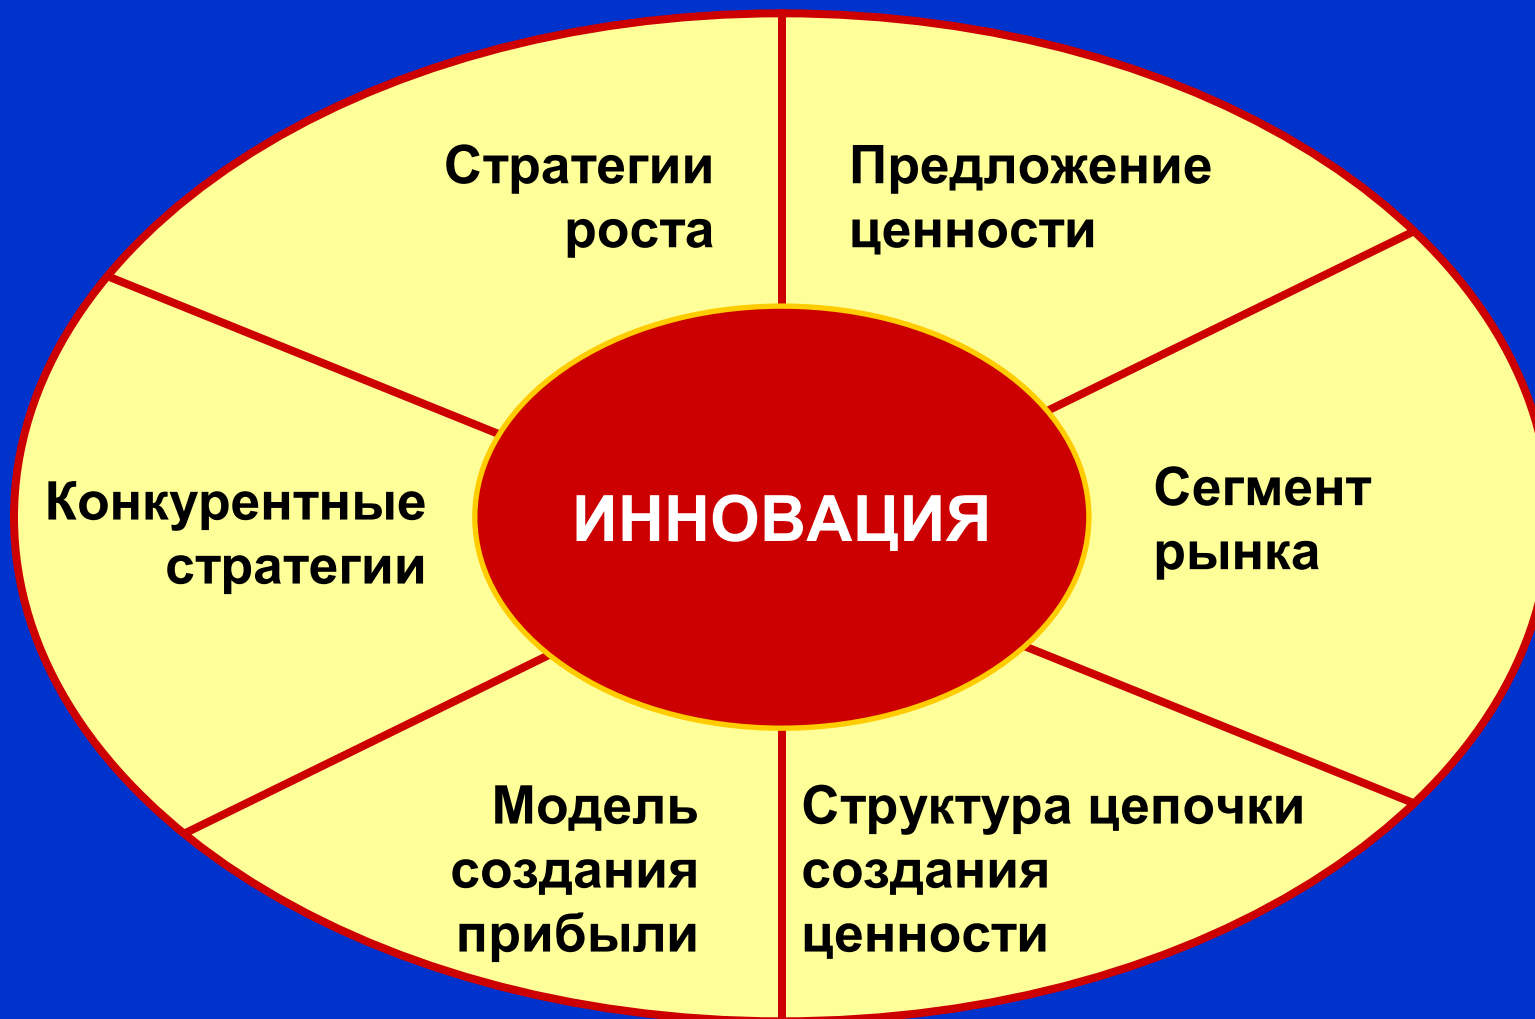 Стратегии
роста
Предложение
ценности
Конкурентные
стратегии
ИННОВАЦИЯ
Сегмент
рынка
Модель
создания
прибыли
Структура цепочки
создания
ценности